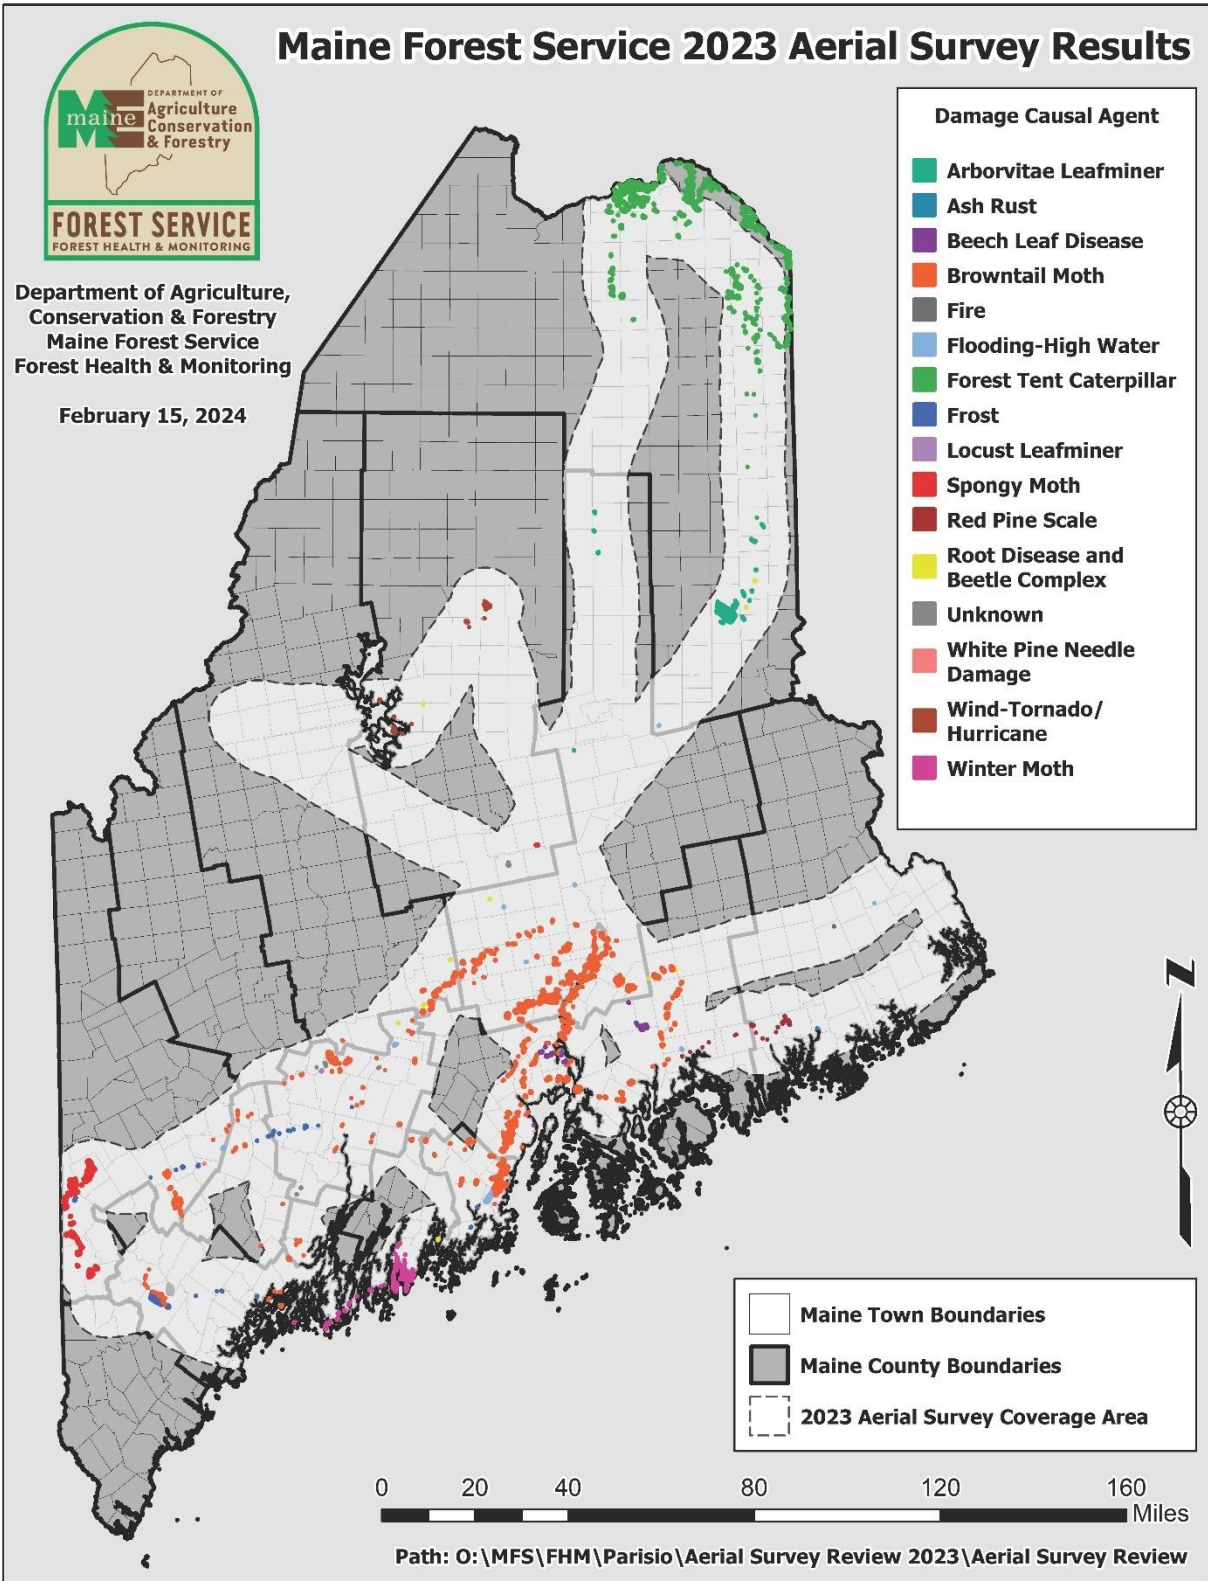 Maine Forest Service 2023 Aerial Survey Results
maine
DEPARTMENT OF
Agriculture
Conservation
& Forestry
FOREST SERVICE
FOREST HEALTH & MONITORING
Department of Agriculture,
Conservation & Forestry
Maine Forest Service
Forest Health & Monitoring
February 15, 2024
Damage Causal Agent
Arborvitae Leafminer
Ash Rust
Beech Leaf Disease
Browntail Moth
Fire
Flooding-High Water
Forest Tent Caterpillar
Frost
Locust Leafminer
Spongy Moth
Red Pine Scale
Root Disease and
Beetle Complex
Unknown
White Pine Needle
Damage
Wind-Tornado/
Hurricane
Winter Moth
N
Maine Town Boundaries
Maine County Boundaries
2023 Aerial Survey Coverage Area
0 20 40 80 120 160
Miles
Path: O:\MFS\FHM\Parisio\Aerial Survey Review 2023\Aerial Survey Review